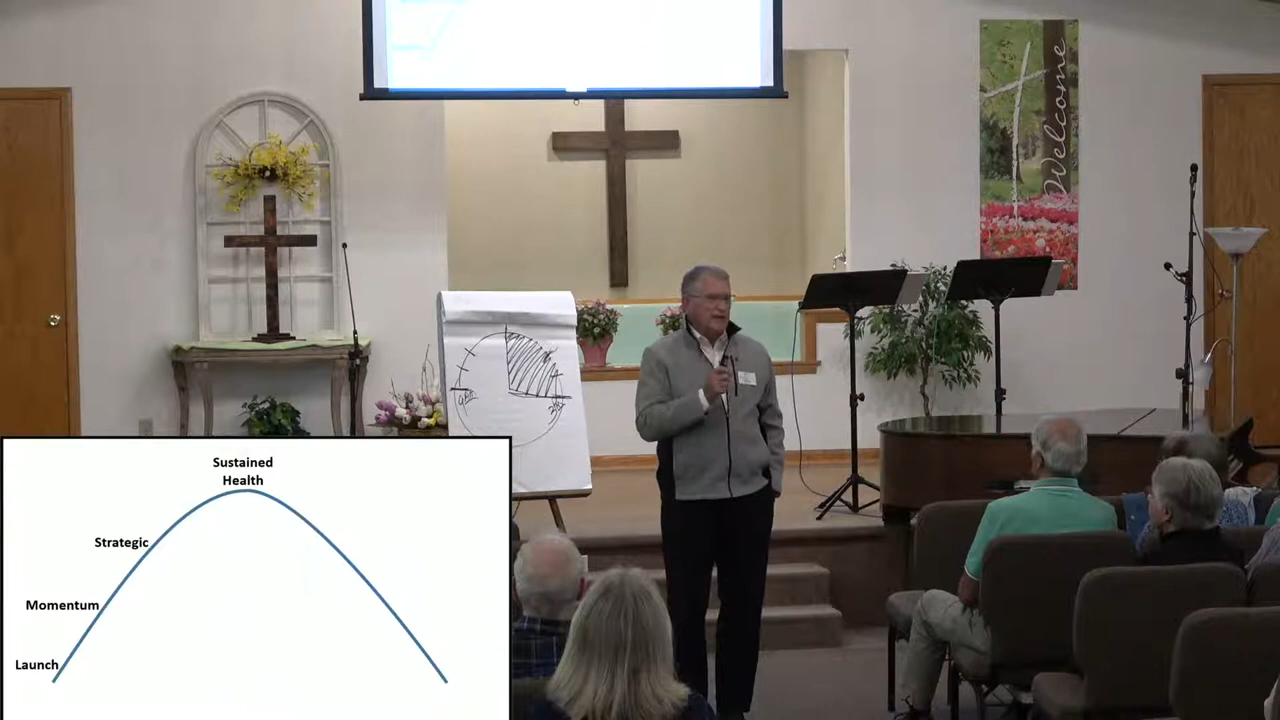 Welcome
Sustained
Health
Strategic
Momentum
Launch